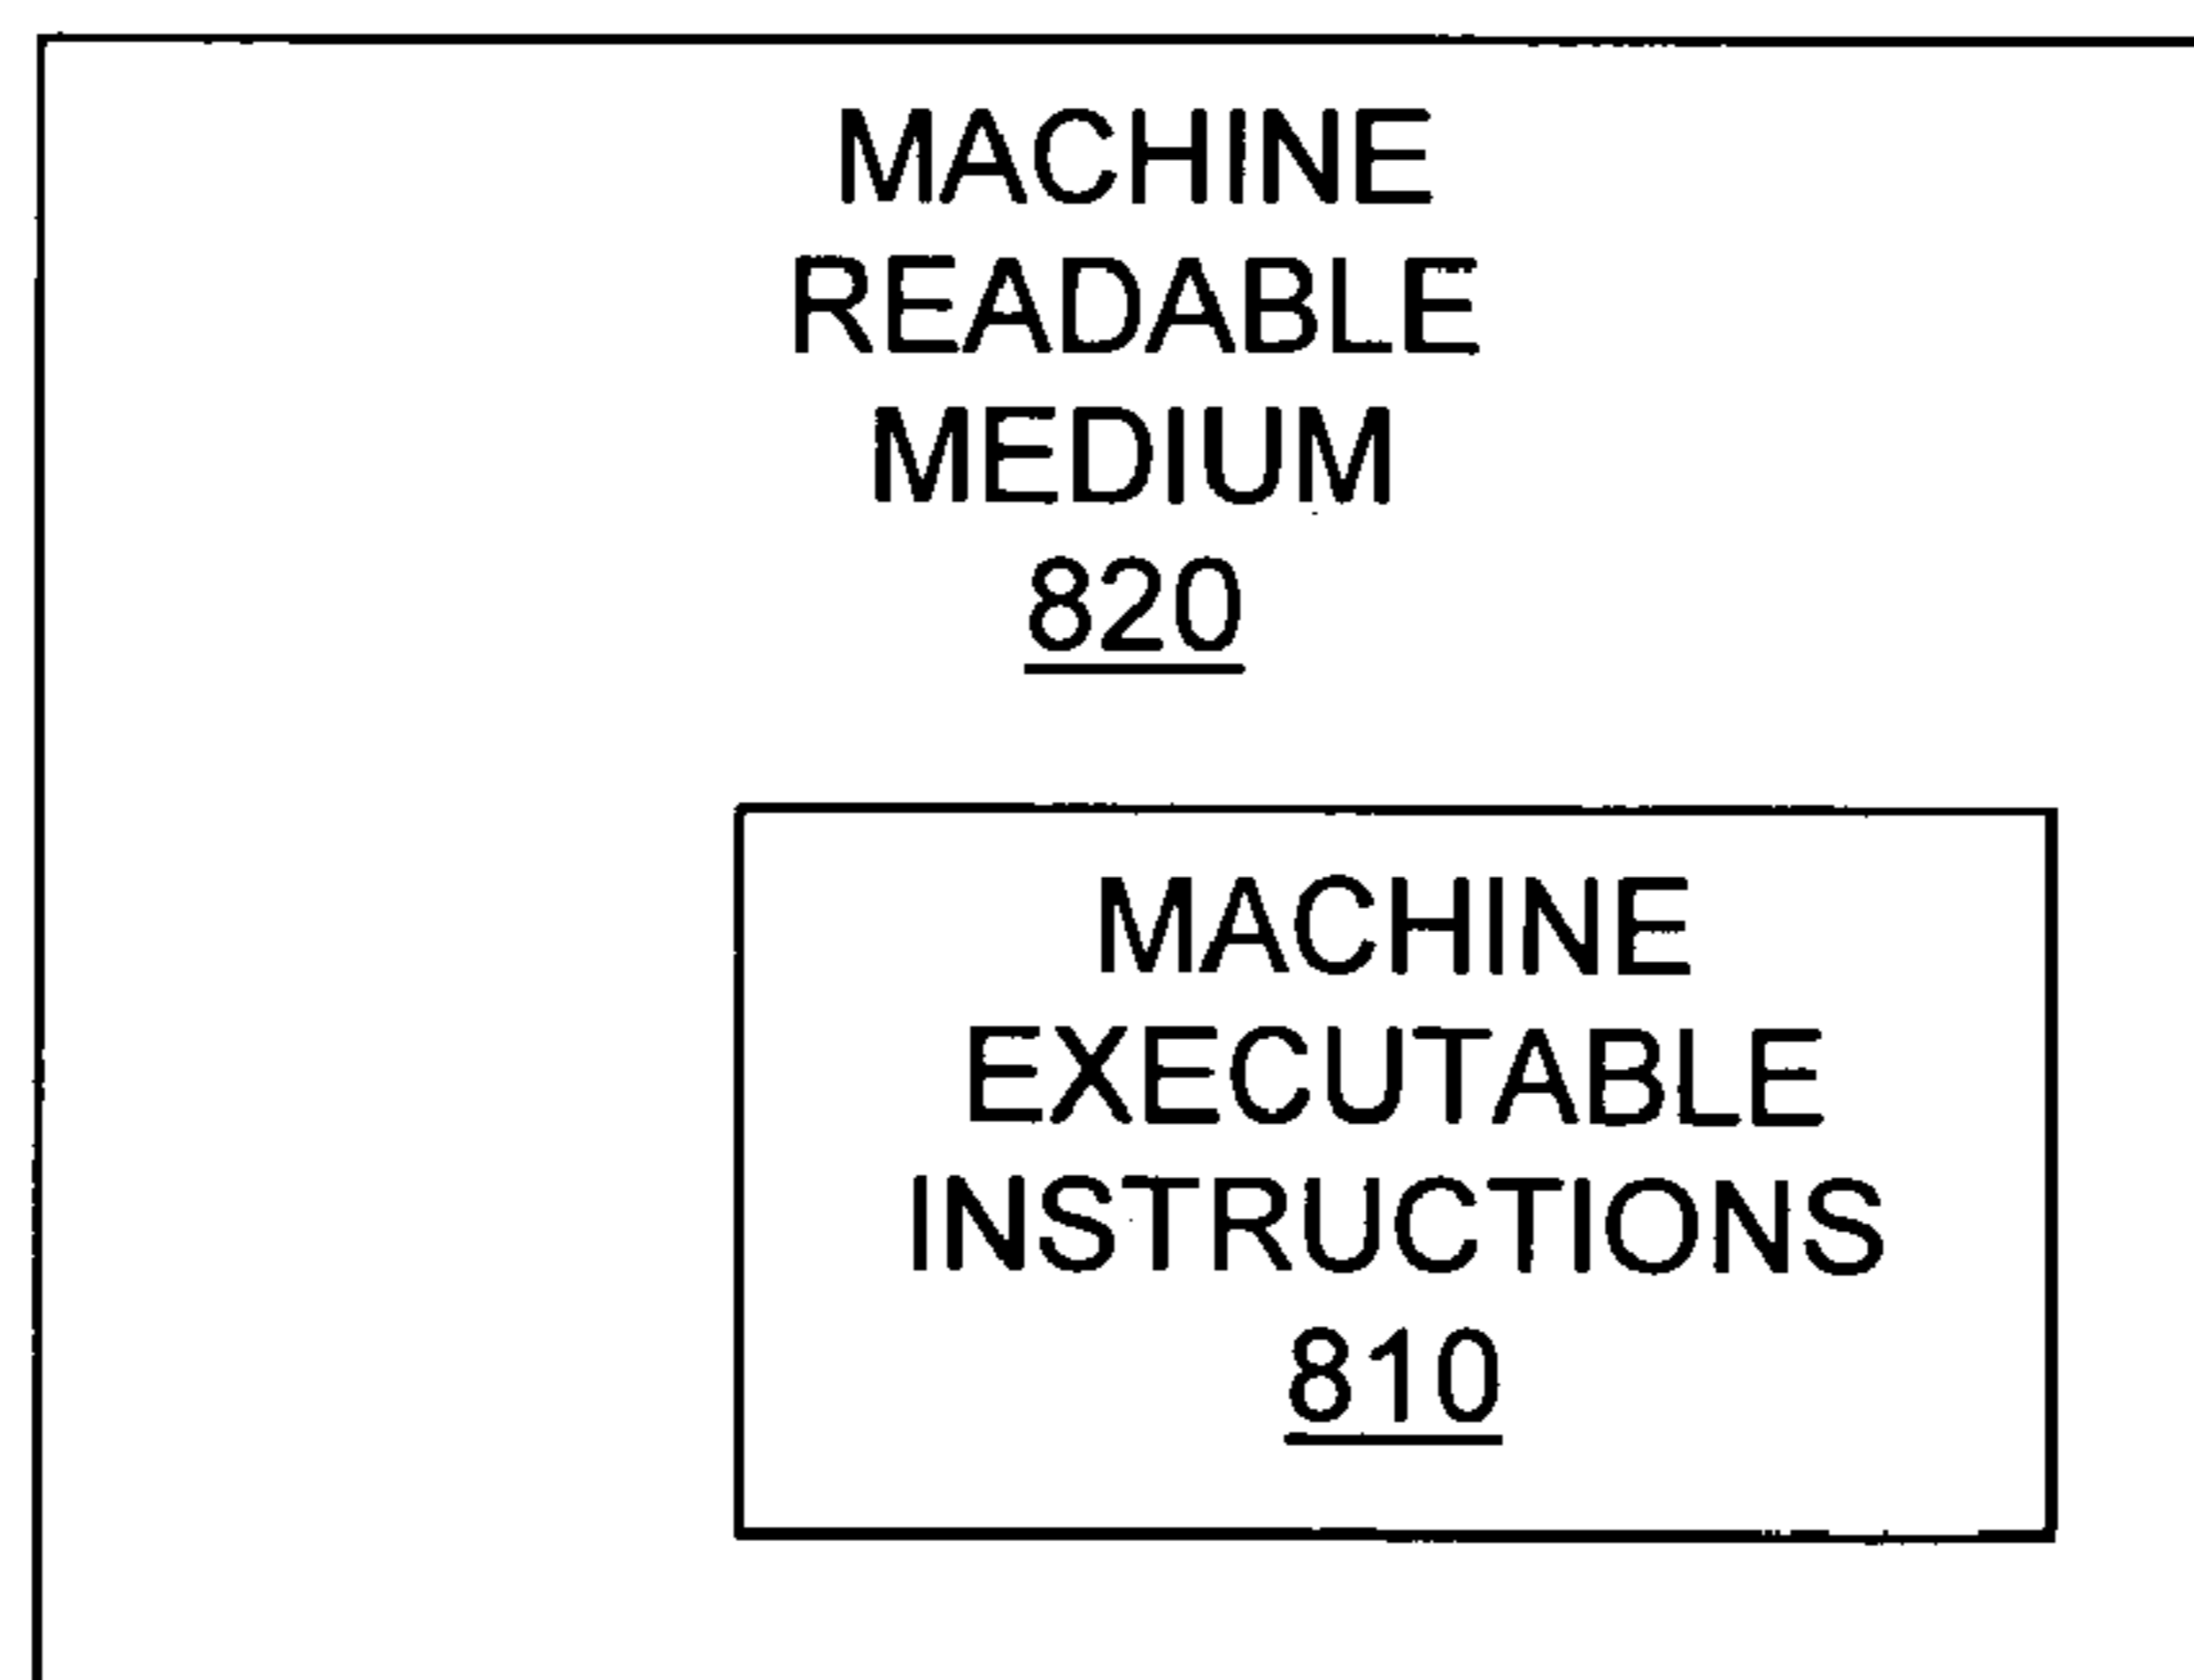 MACHINE
READABLE
MEDIUM
820
MACHINE
EXECUTABLE
INSTRUCTIONS
810